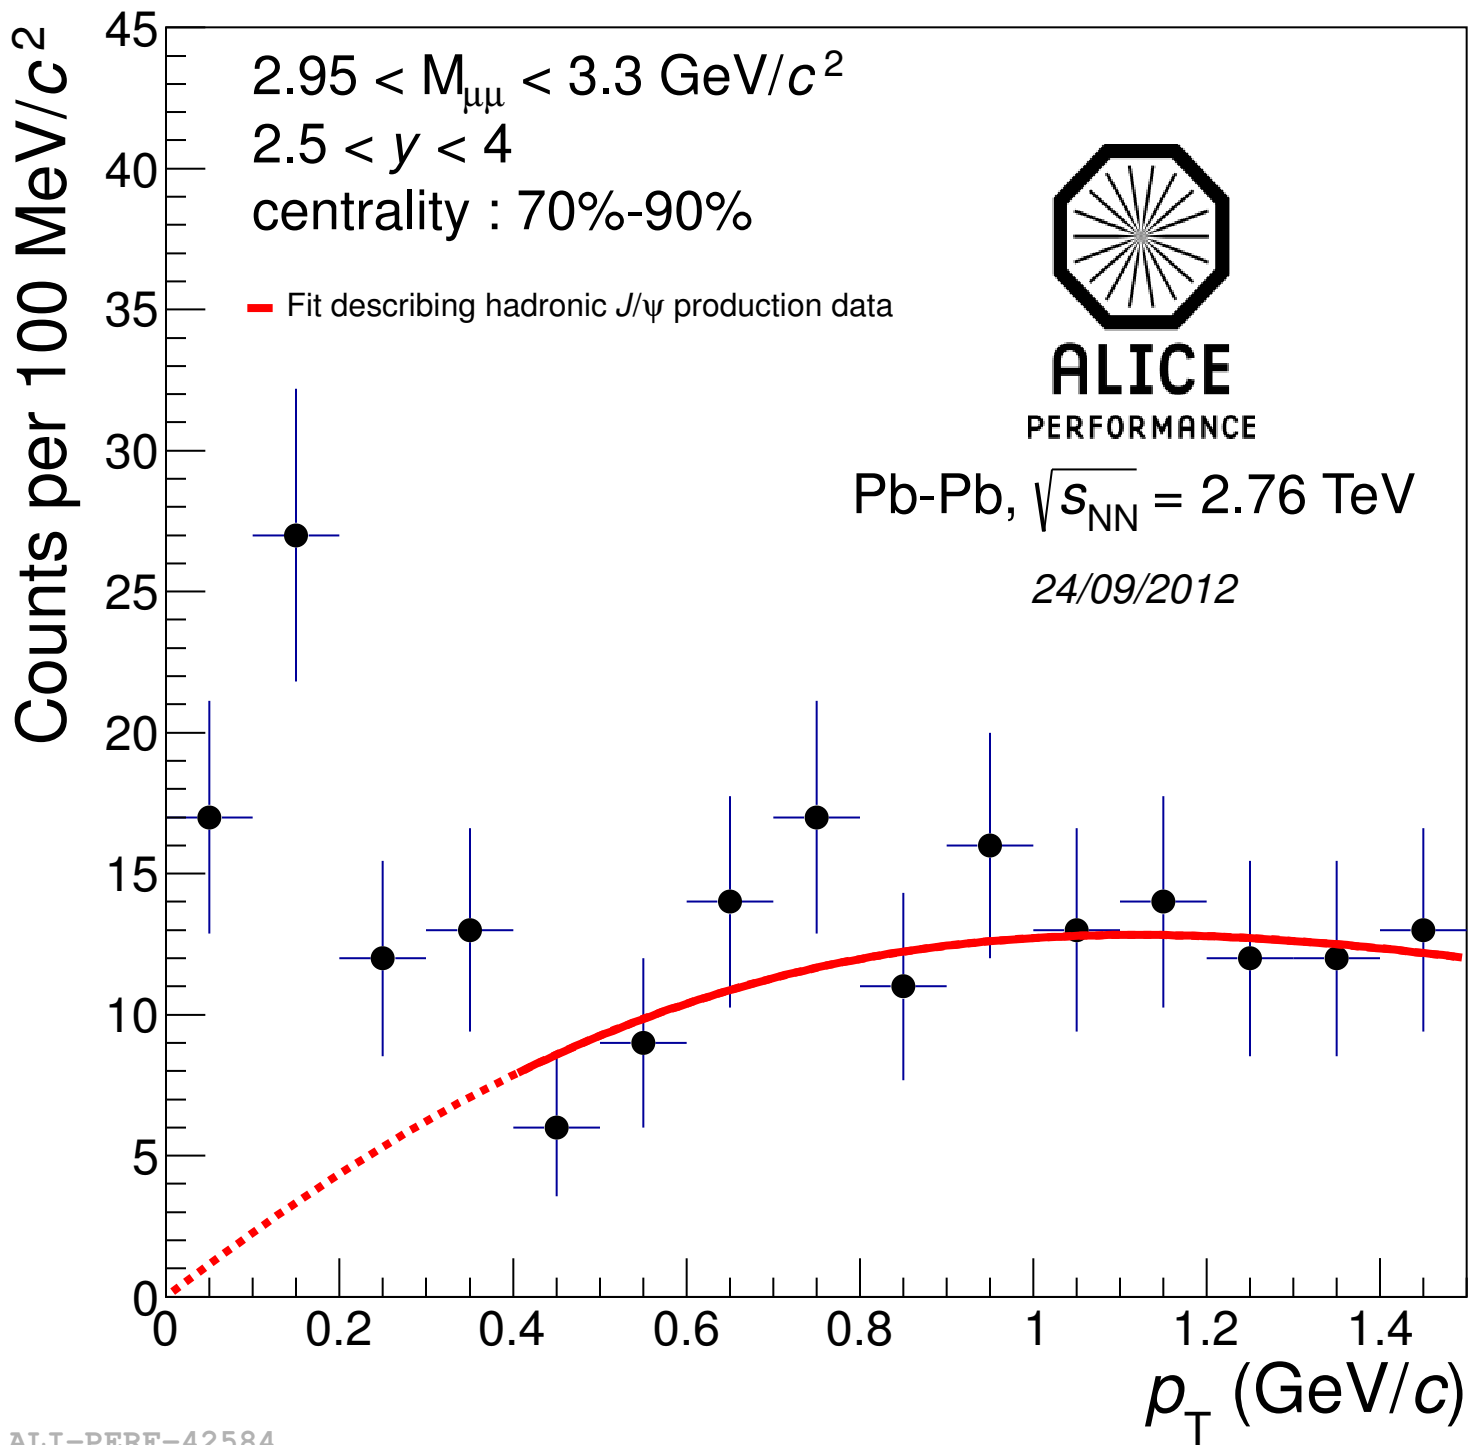 Counts per 100 MeV/c²
45
40
35
30
25
20
15
10
5
0
2.95 < Mμμ < 3.3 GeV/c²
2.5 < y < 4
centrality : 70%-90%
Fit describing hadronic J/ψ production data
ALICE
PERFORMANCE
Pb-Pb, √sNN = 2.76 TeV
24/09/2012
0 0.2 0.4 0.6 0.8 1 1.2 1.4
pT (GeV/c)
ALI-PERF-42584